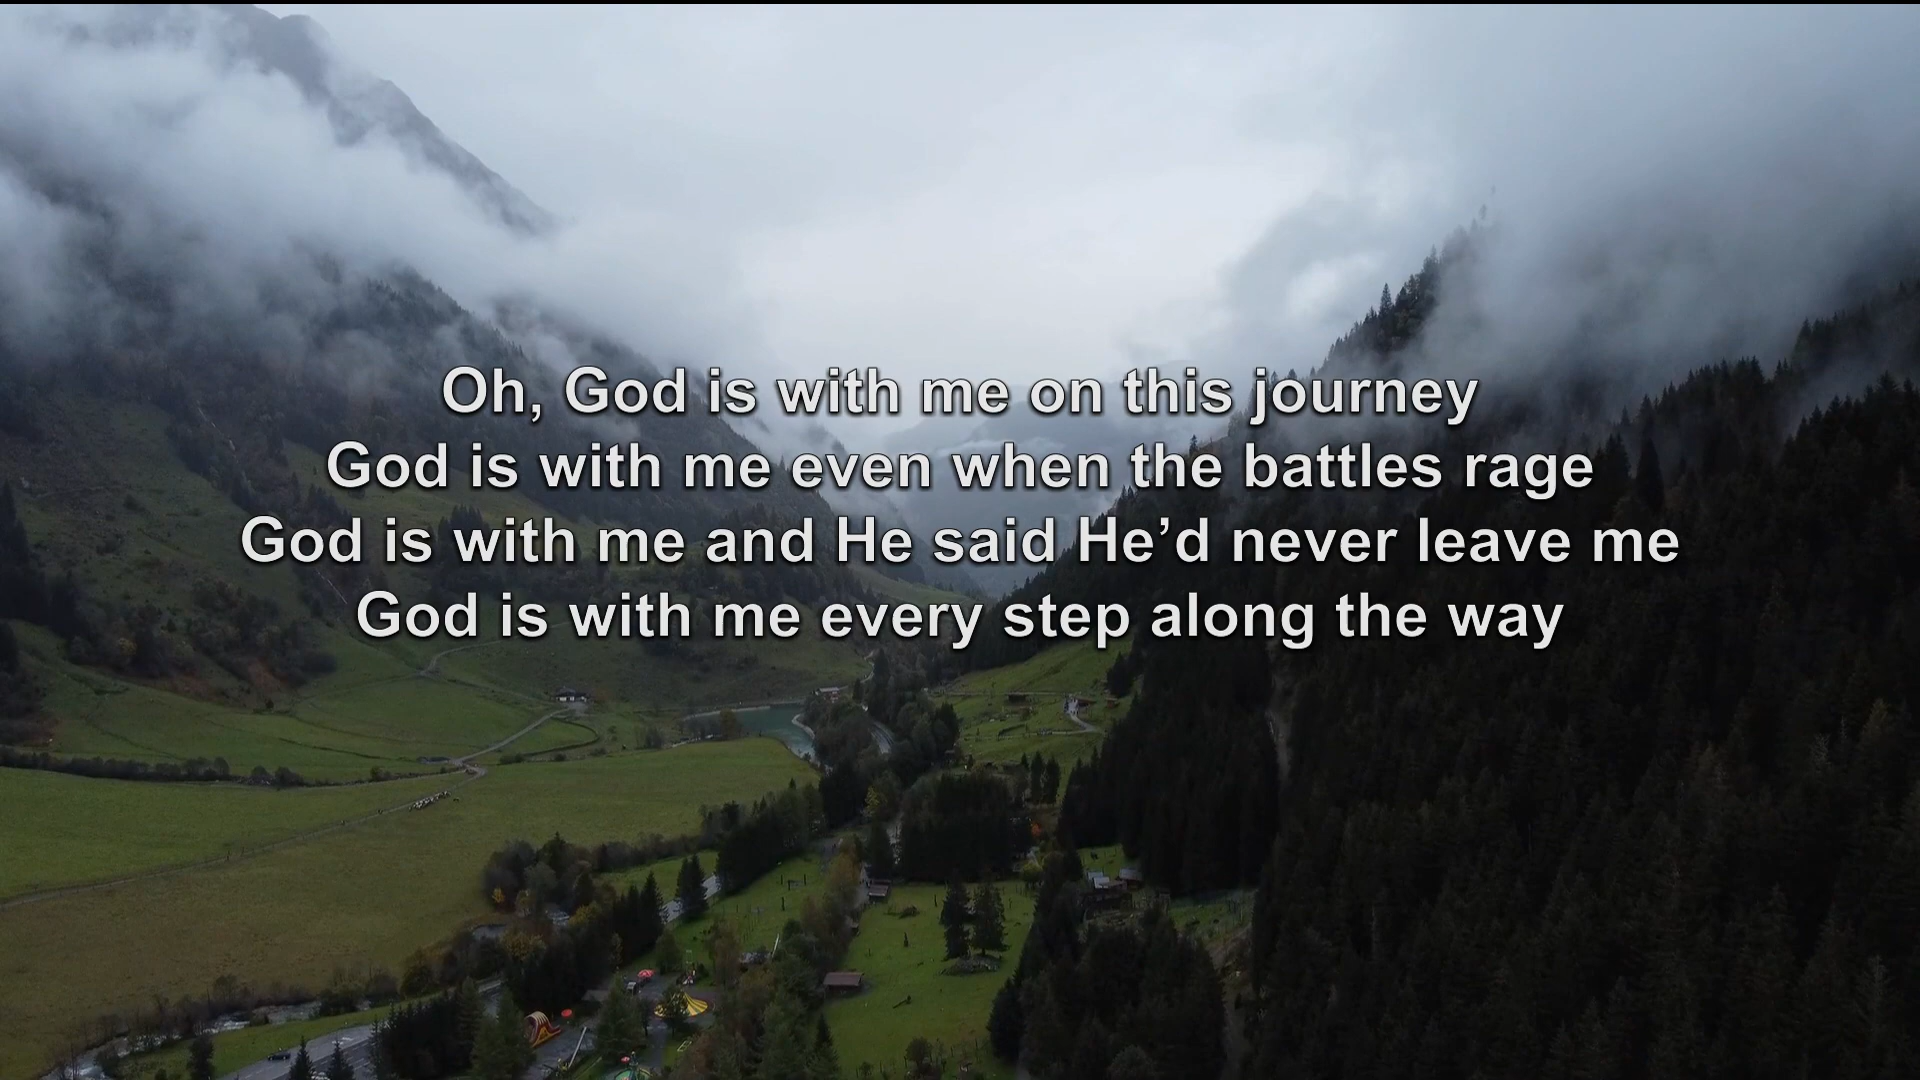 Oh, God is with me on this journey
God is with me even when the battles rage
God is with me and He said He’d never leave me
God is with me every step along the way